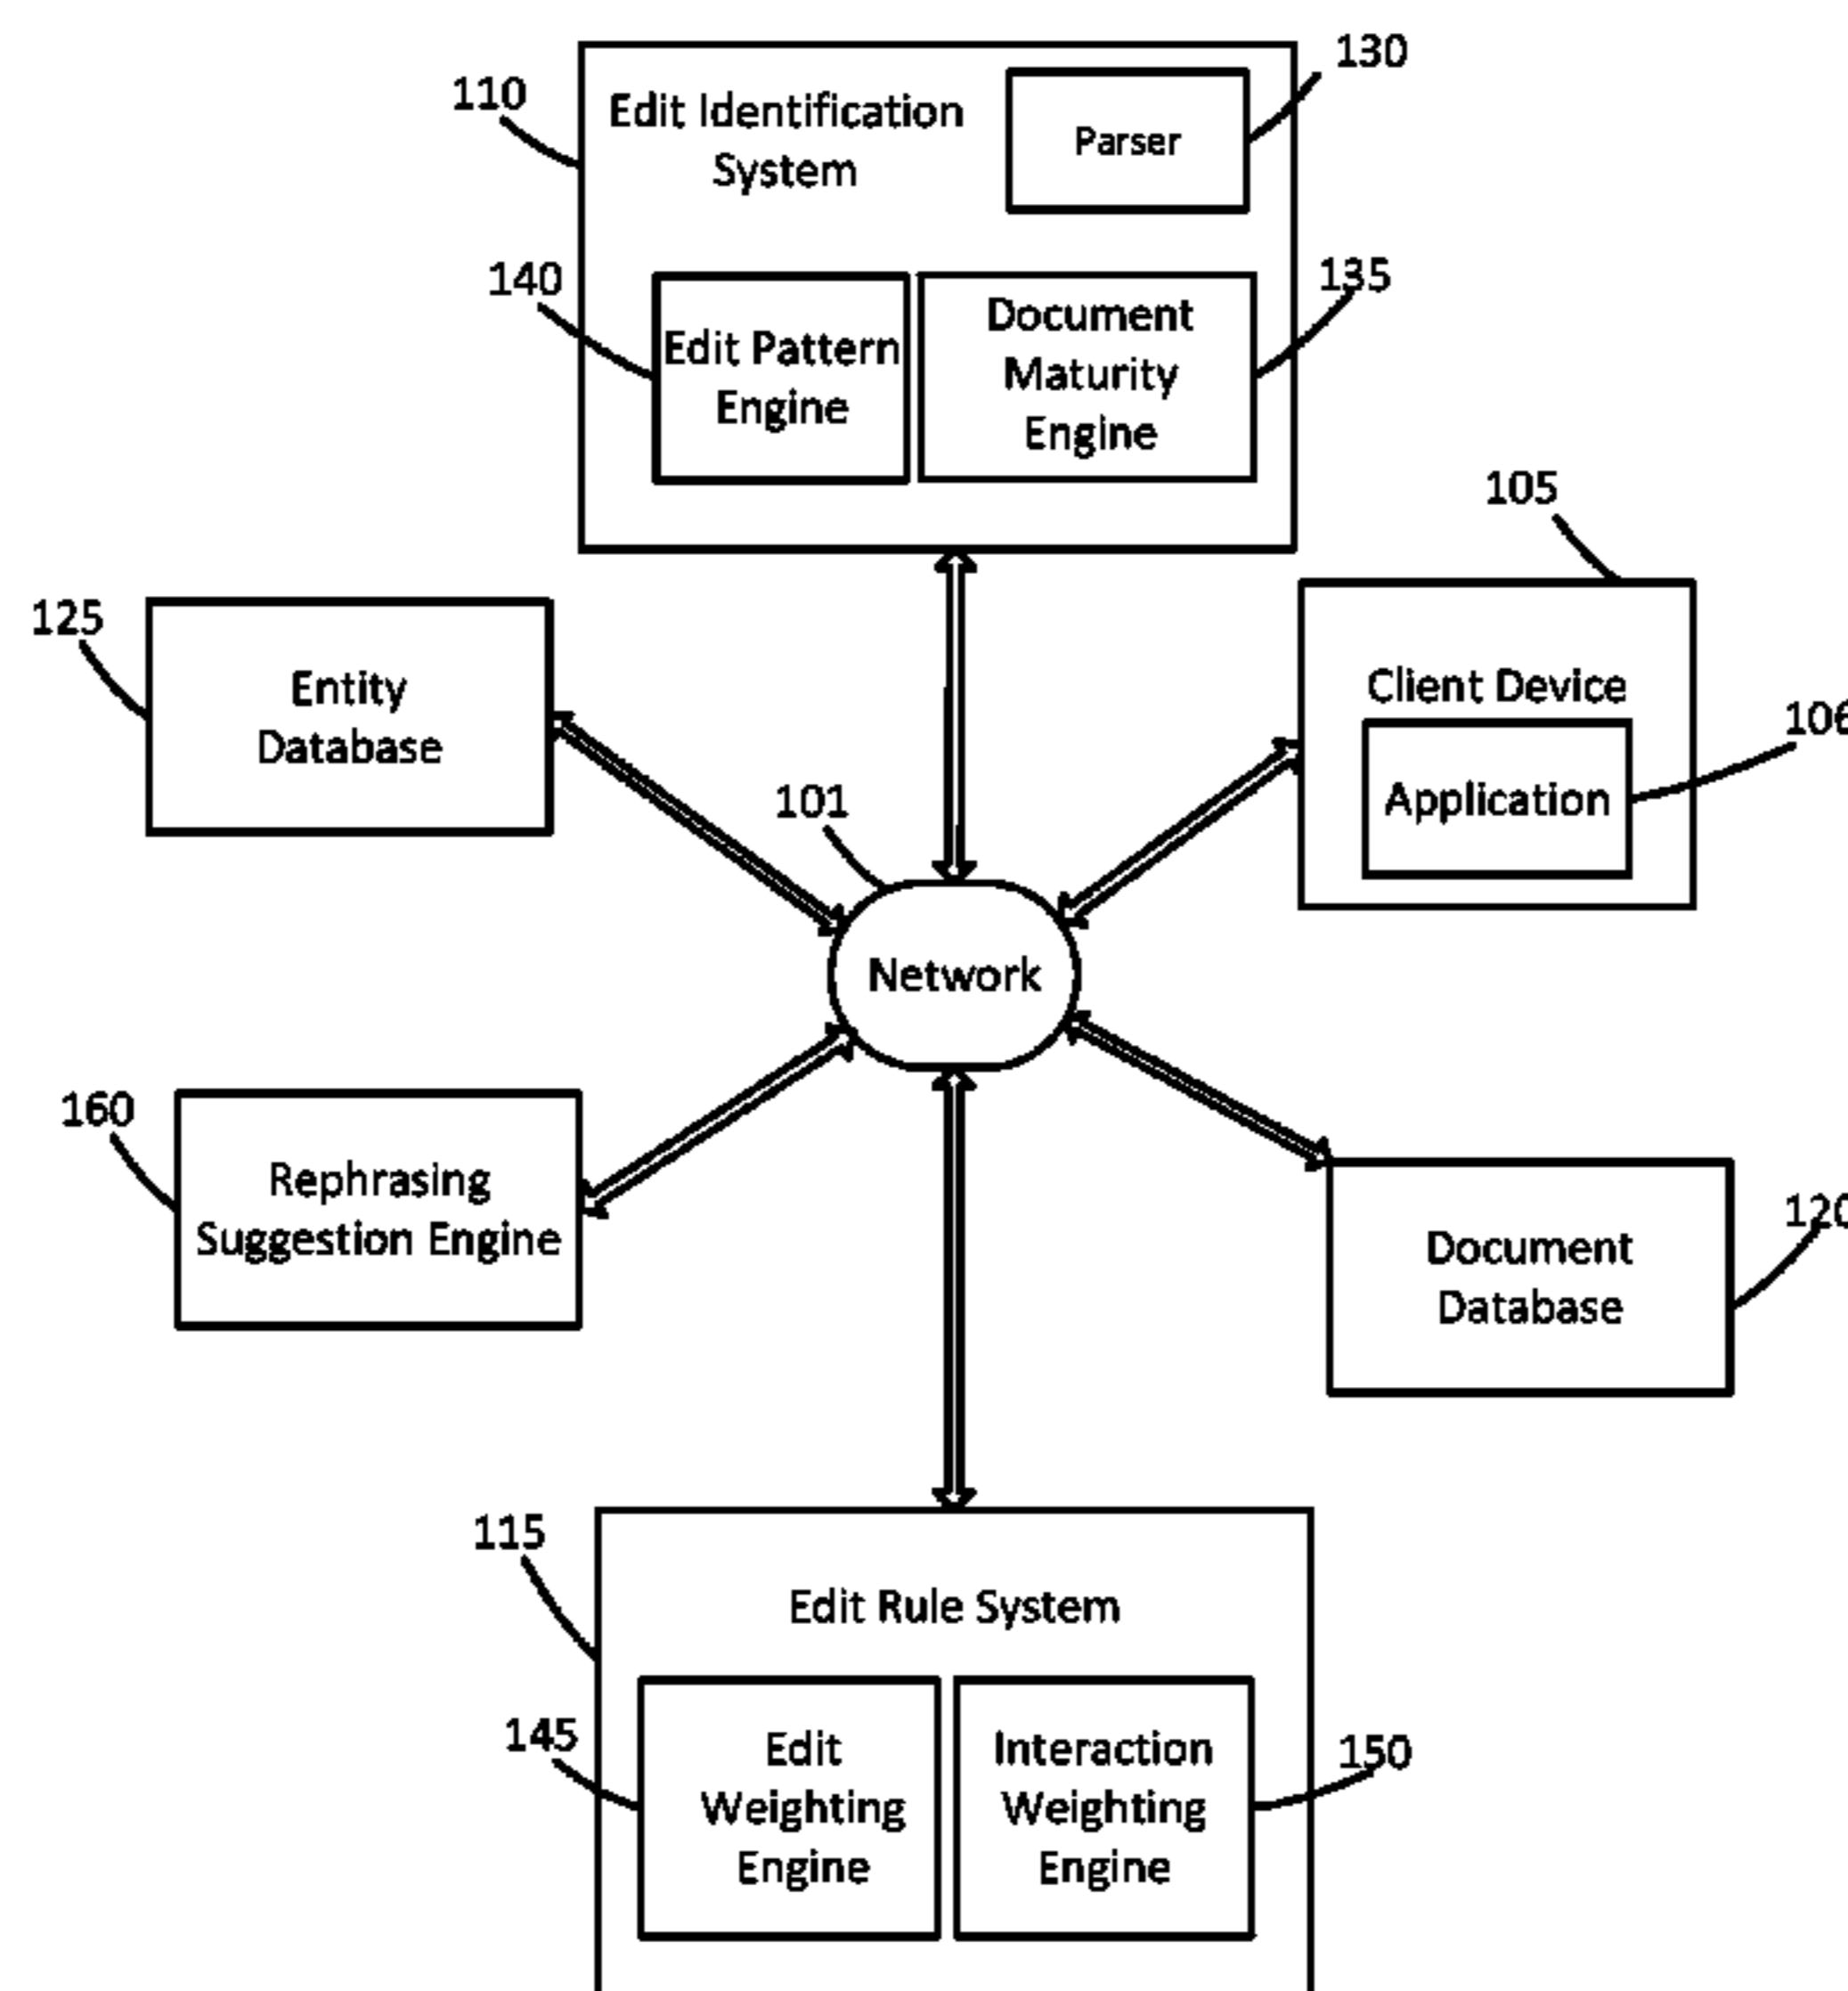 130
110
Edit Identification
System
Parser
140
135
Edit Pattern
Engine
Document
Maturity
Engine
105
125
Entity
Database
Client Device
106
Application
101
Network
160
Rephrasing
Suggestion Engine
120
Document
Database
115
Edit Rule System
145
Edit
Weighting
Engine
Interaction
Weighting
Engine
150